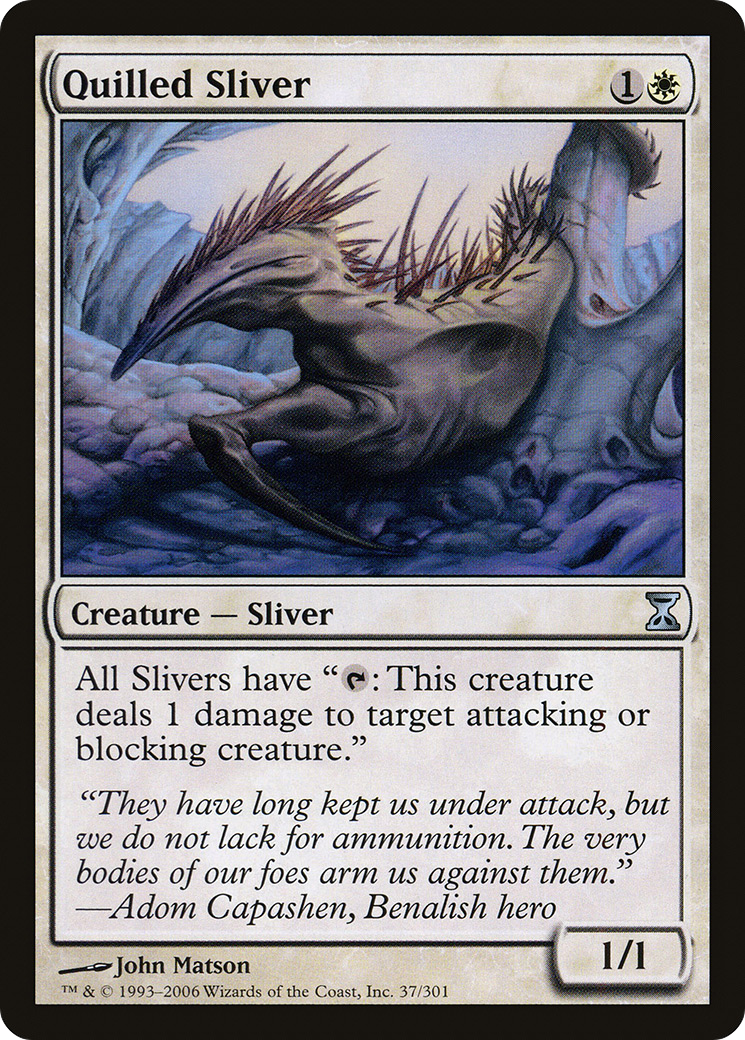 Quilled Sliver
1
Creature — Sliver
All Slivers have “: This creature
deals 1 damage to target attacking or
blocking creature.”
“They have long kept us under attack, but
we do not lack for ammunition. The very
bodies of our foes arm us against them.”
—Adom Capashen, Benalish hero
1/1
John Matson
™ & © 1993–2006 Wizards of the Coast, Inc. 37/301